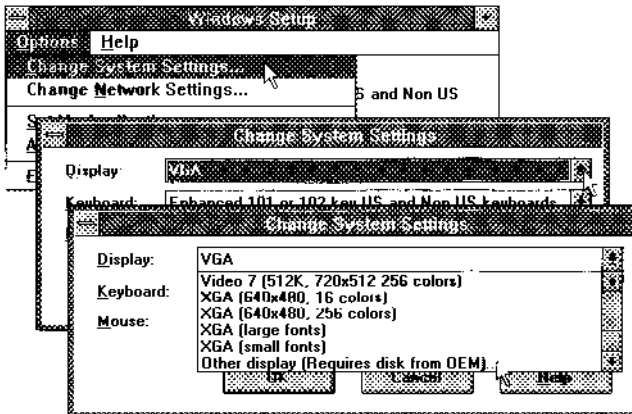 Windows Setup
Options Help
Change System Settings...
Change Network Settings...
S and Non US
Change System Settings
Display: VGA
Keyboard: Enhanced 101 or 102 key US and Non US keyboards
Change System Settings
Display: VGA
Keyboard:
Mouse:
Video 7 (512K, 720x512 256 colors)
XGA (640x480, 16 colors)
XGA (640x480, 256 colors)
XGA (large fonts)
XGA (small fonts)
Other display (Requires disk from OEM)...
OK Cancel Help